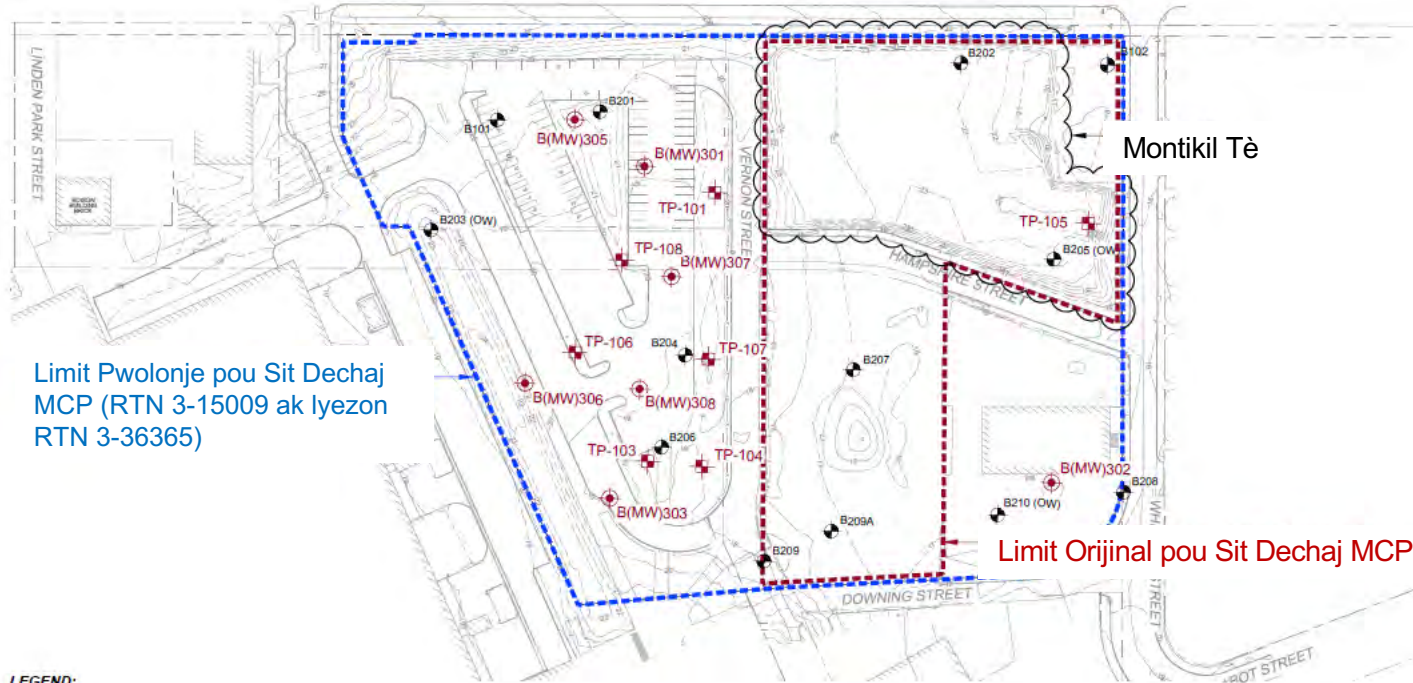 LINDEN PARK STREET
B202
B102
B201
B101
B(MW)305
B(MW)301
Montikil Tè
VERNON STREET
TP-101
TP-105
B203 (OW)
B205 (OW
TP-108
B(MW)307
HAMPSHIRE STREET
TP-106
B204
TP-107
B207
Limit Pwolonje pou Sit Dechaj
MCP (RTN 3-15009 ak lyezon
RTN 3-36365)
B(MW)306
B(MW)308
B206
TP-103
TP-104
B(MW)302
B208
B(MW)303
B210 (OW)
B209A
Limit Orijinal pou Sit Dechaj MCP
B209
DOWNING STREET
WH
STREET
BOT STREET
LEGEND: